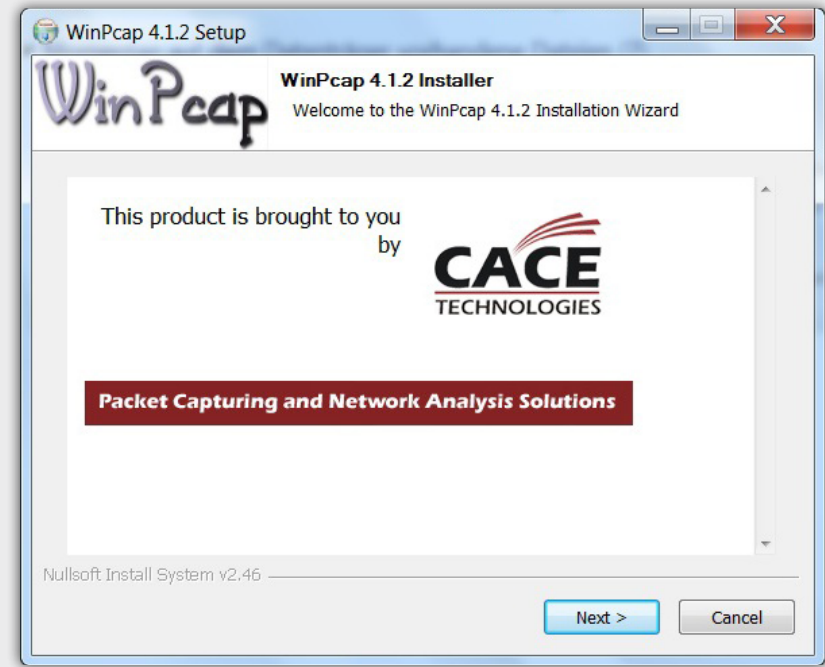 WinPcap 4.1.2 Setup
WinPcap
WinPcap 4.1.2 Installer
Welcome to the WinPcap 4.1.2 Installation Wizard
This product is brought to you
by
CACE
TECHNOLOGIES
Packet Capturing and Network Analysis Solutions
Nullsoft Install System v2.46
Next >
Cancel